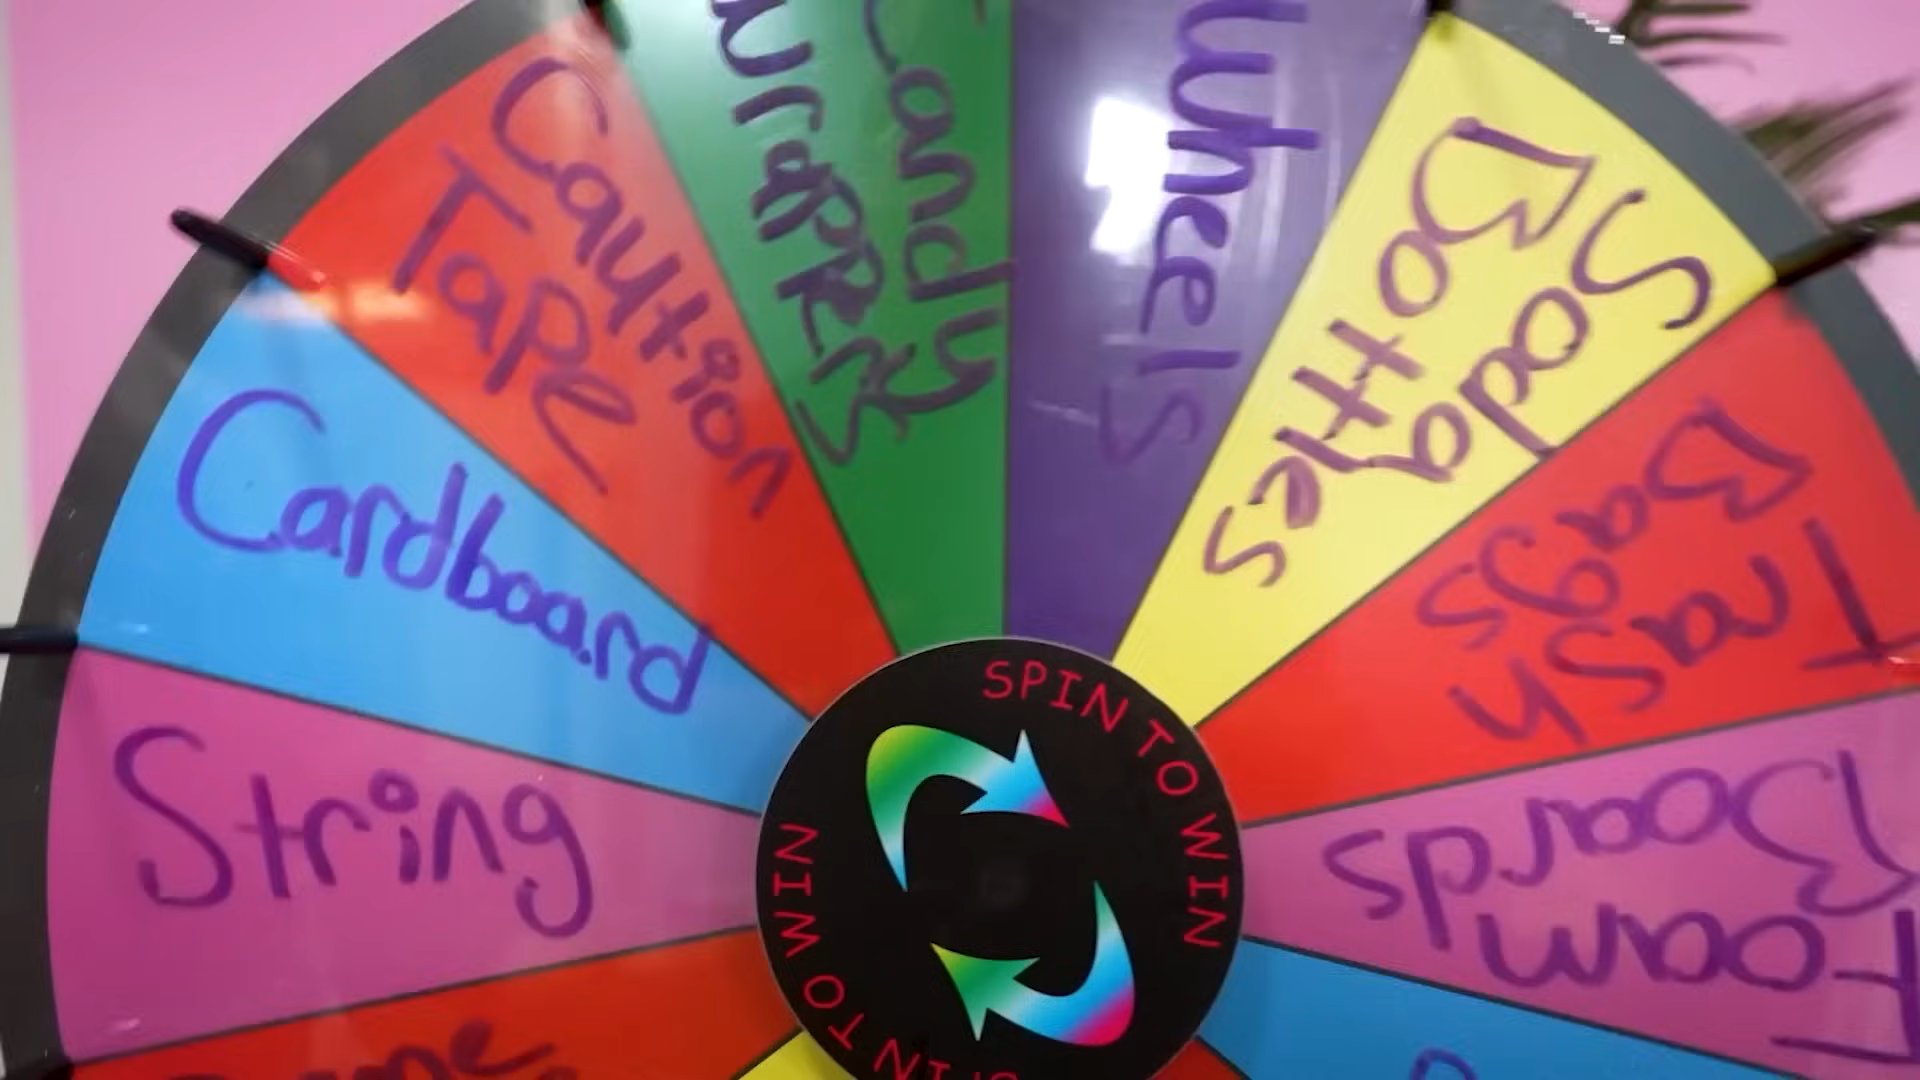 String
Cardboard
Caution
Tape
Candy
Wrappers
Wheels
Soda
Bottles
Trash
Bags
Foam
Boards
SPIN TO WIN
SPIN TO WIN